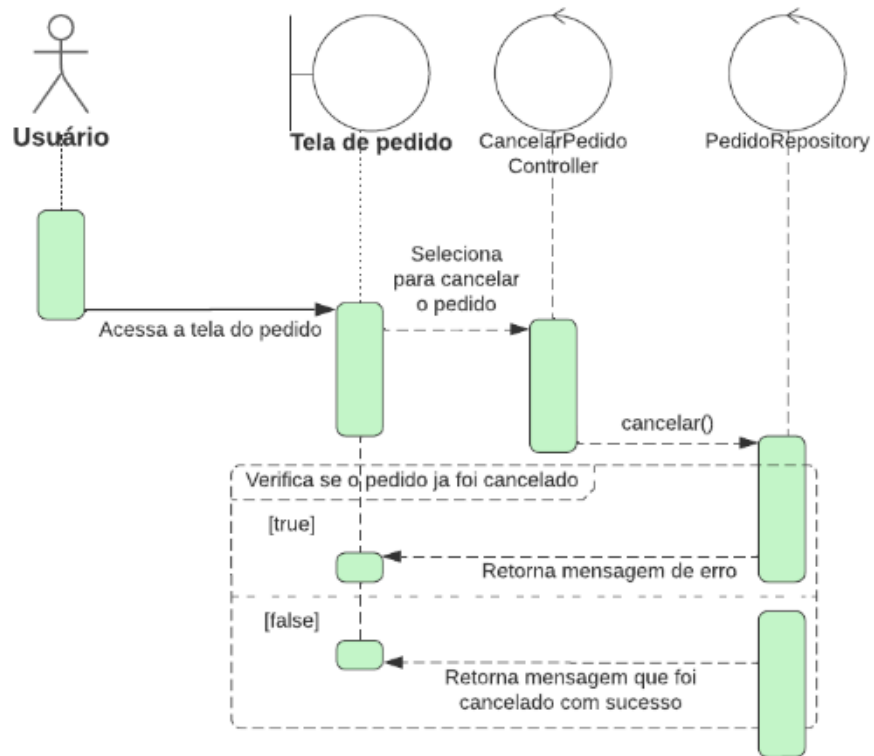 Usuário
Tela de pedido
CancelarPedido
Controller
PedidoRepository
Seleciona
para cancelar
o pedido
Acessa a tela do pedido
cancelar()
Verifica se o pedido ja foi cancelado
[true]
Retorna mensagem de erro
[false]
Retorna mensagem que foi
cancelado com sucesso